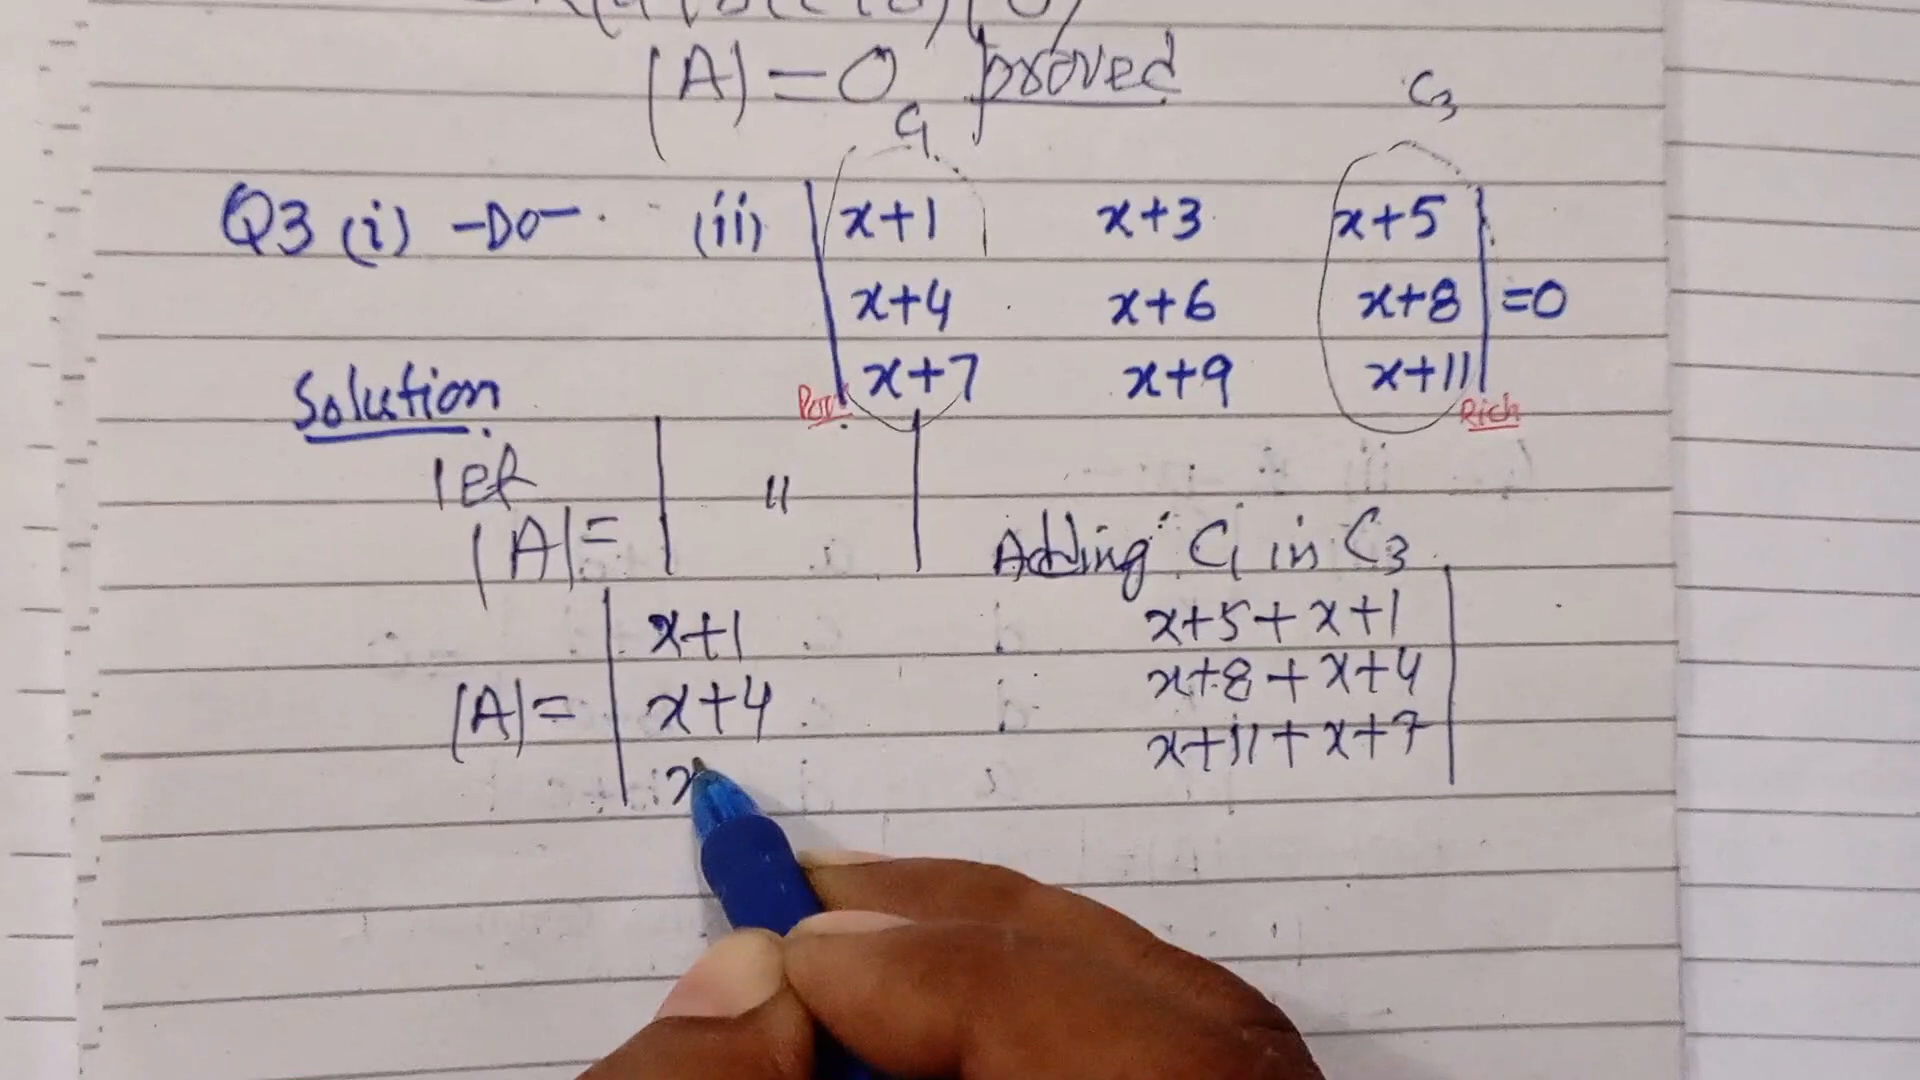 (A) = 0 proved
C1 C3
Q3 (i) -Do- (ii) | x+1 x+3 x+5 |
x+4 x+6 x+8 | =0
x+7 x+9 x+11 |
Rich
Solution
let
|A| = | " | Adding C1 in C3
x+1 x+5 + x+1
|A| = | x+4 x+8 + x+4 |
x x+11 + x+7